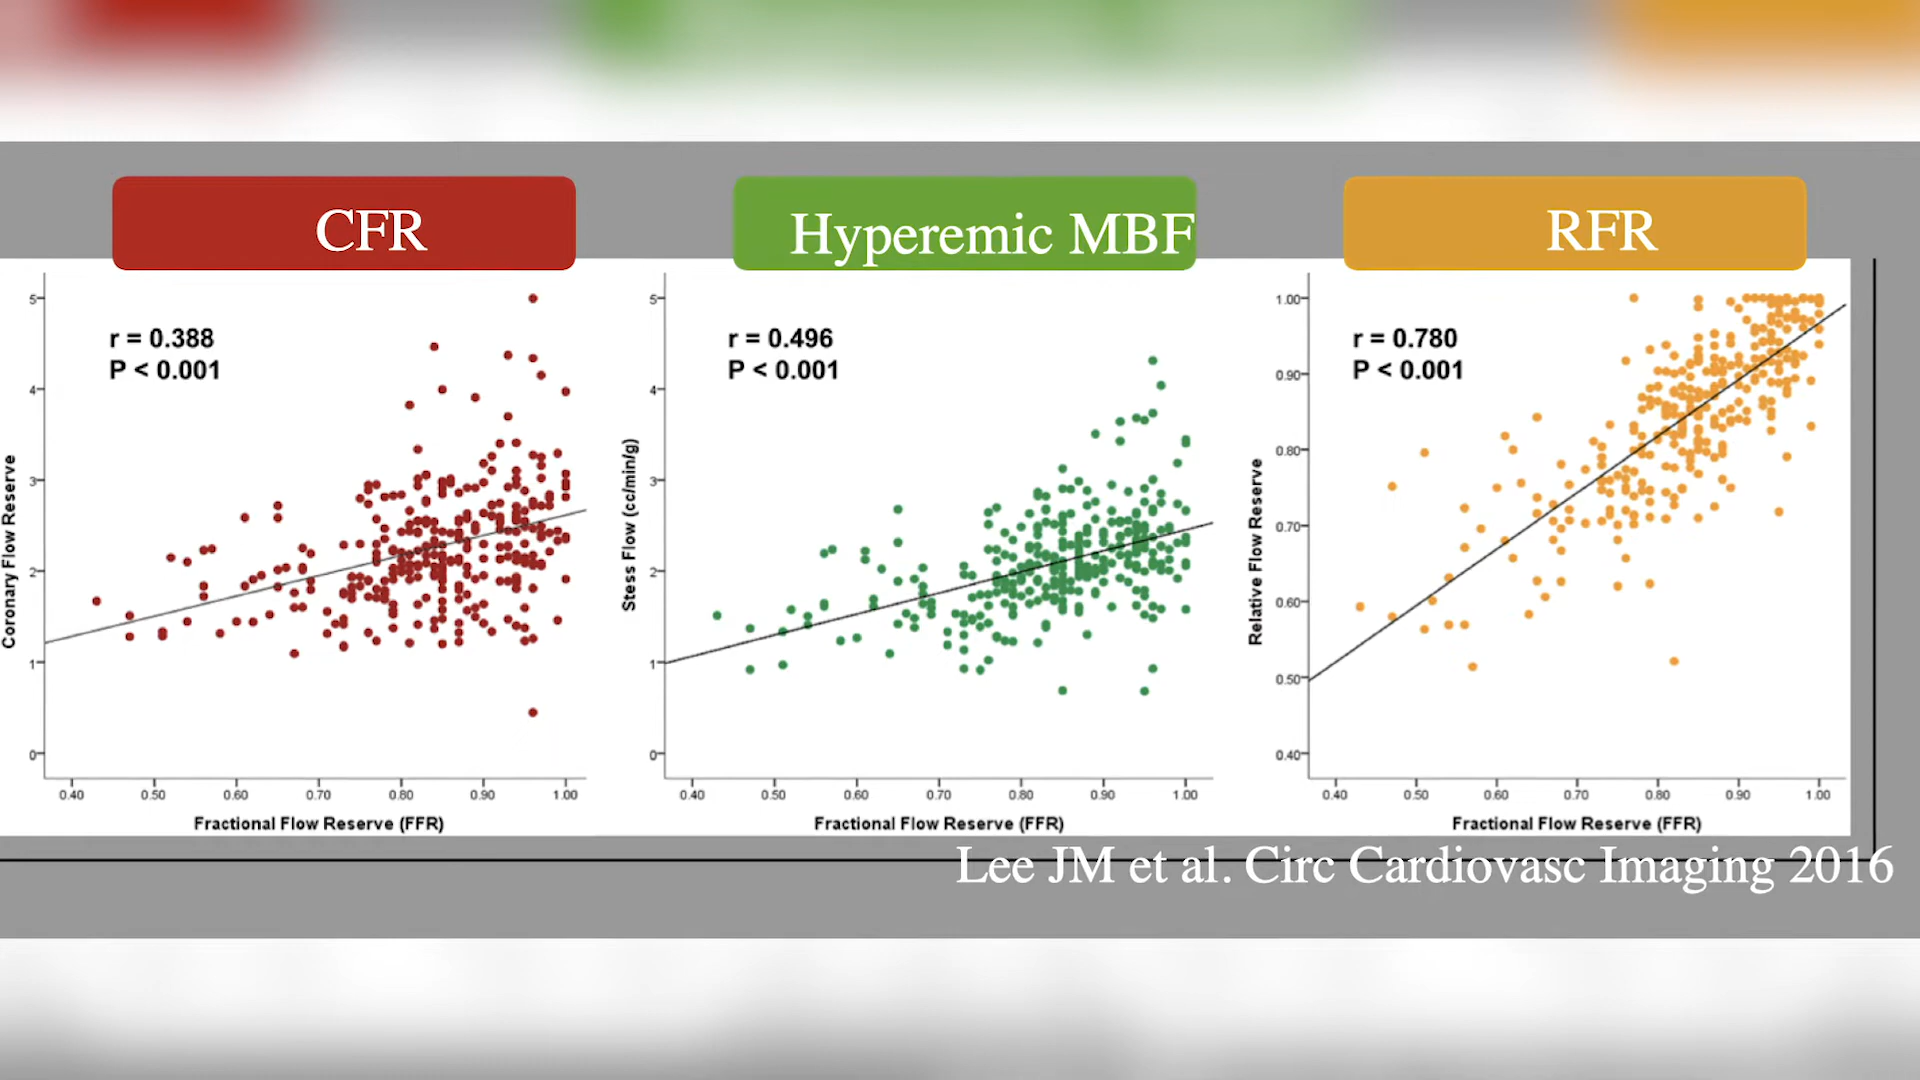 CFR
Hyperemic MBF
RFR
r = 0.388
P < 0.001
5
4
3
2
1
0
Coronary Flow Reserve
0.40 0.50 0.60 0.70 0.80 0.90 1.00
Fractional Flow Reserve (FFR)
r = 0.496
P < 0.001
5
4
3
2
1
0
Stess Flow (cc/min/g)
0.40 0.50 0.60 0.70 0.80 0.90 1.00
Fractional Flow Reserve (FFR)
r = 0.780
P < 0.001
1.00
0.90
0.80
0.70
0.60
0.50
0.40
Relative Flow Reserve
0.40 0.50 0.60 0.70 0.80 0.90 1.00
Fractional Flow Reserve (FFR)
Lee JM et al. Circ Cardiovasc Imaging 2016